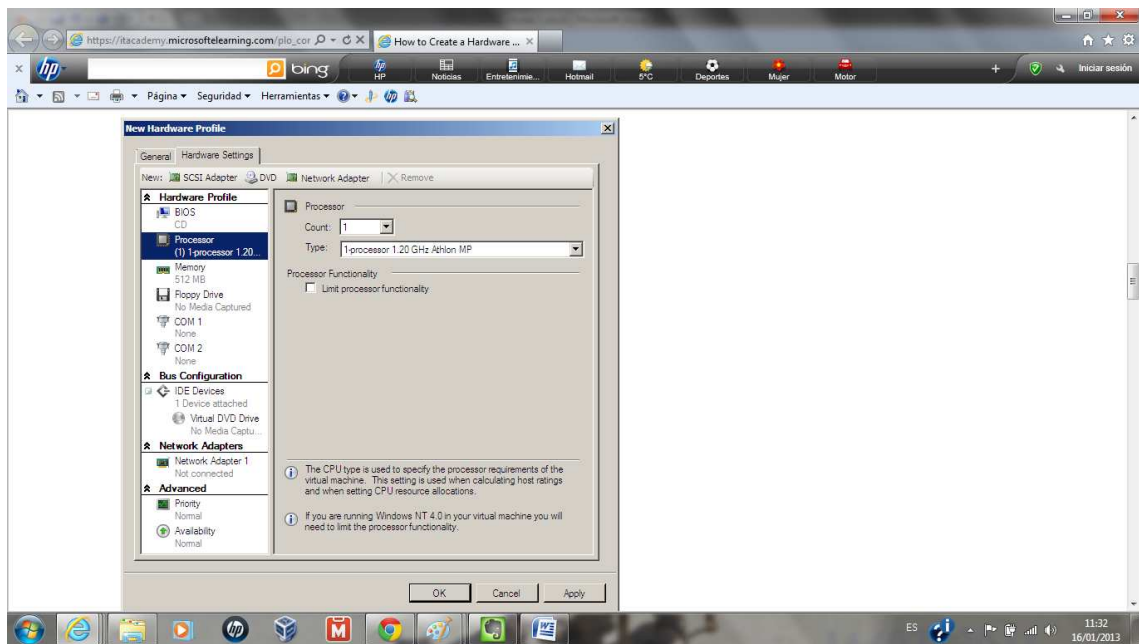 https://itacademy.microsoftelearning.com/plo_cor
How to Create a Hardware ...
hp
bing
HP
Noticias
Entretenimie...
Hotmail
5°C
Deportes
Mujer
Motor
Iniciar sesión
Página
Seguridad
Herramientas
New Hardware Profile
General
Hardware Settings
New:
SCSI Adapter
DVD
Network Adapter
Remove
Hardware Profile
BIOS
CD
Processor
(1) 1-processor 1.20...
Memory
512 MB
Floppy Drive
No Media Captured
COM 1
None
COM 2
None
Bus Configuration
IDE Devices
1 Device attached
Virtual DVD Drive
No Media Captu...
Network Adapters
Network Adapter 1
Not connected
Advanced
Priority
Normal
Availability
Normal
Processor
Count: 1
Type: 1-processor 1.20 GHz Athlon MP
Processor Functionality
Limit processor functionality
The CPU type is used to specify the processor requirements of the
virtual machine. This setting is used when calculating host ratings
and when setting CPU resource allocations.
If you are running Windows NT 4.0 in your virtual machine you will
need to limit the processor functionality.
OK
Cancel
Apply
ES
11:32
16/01/2013